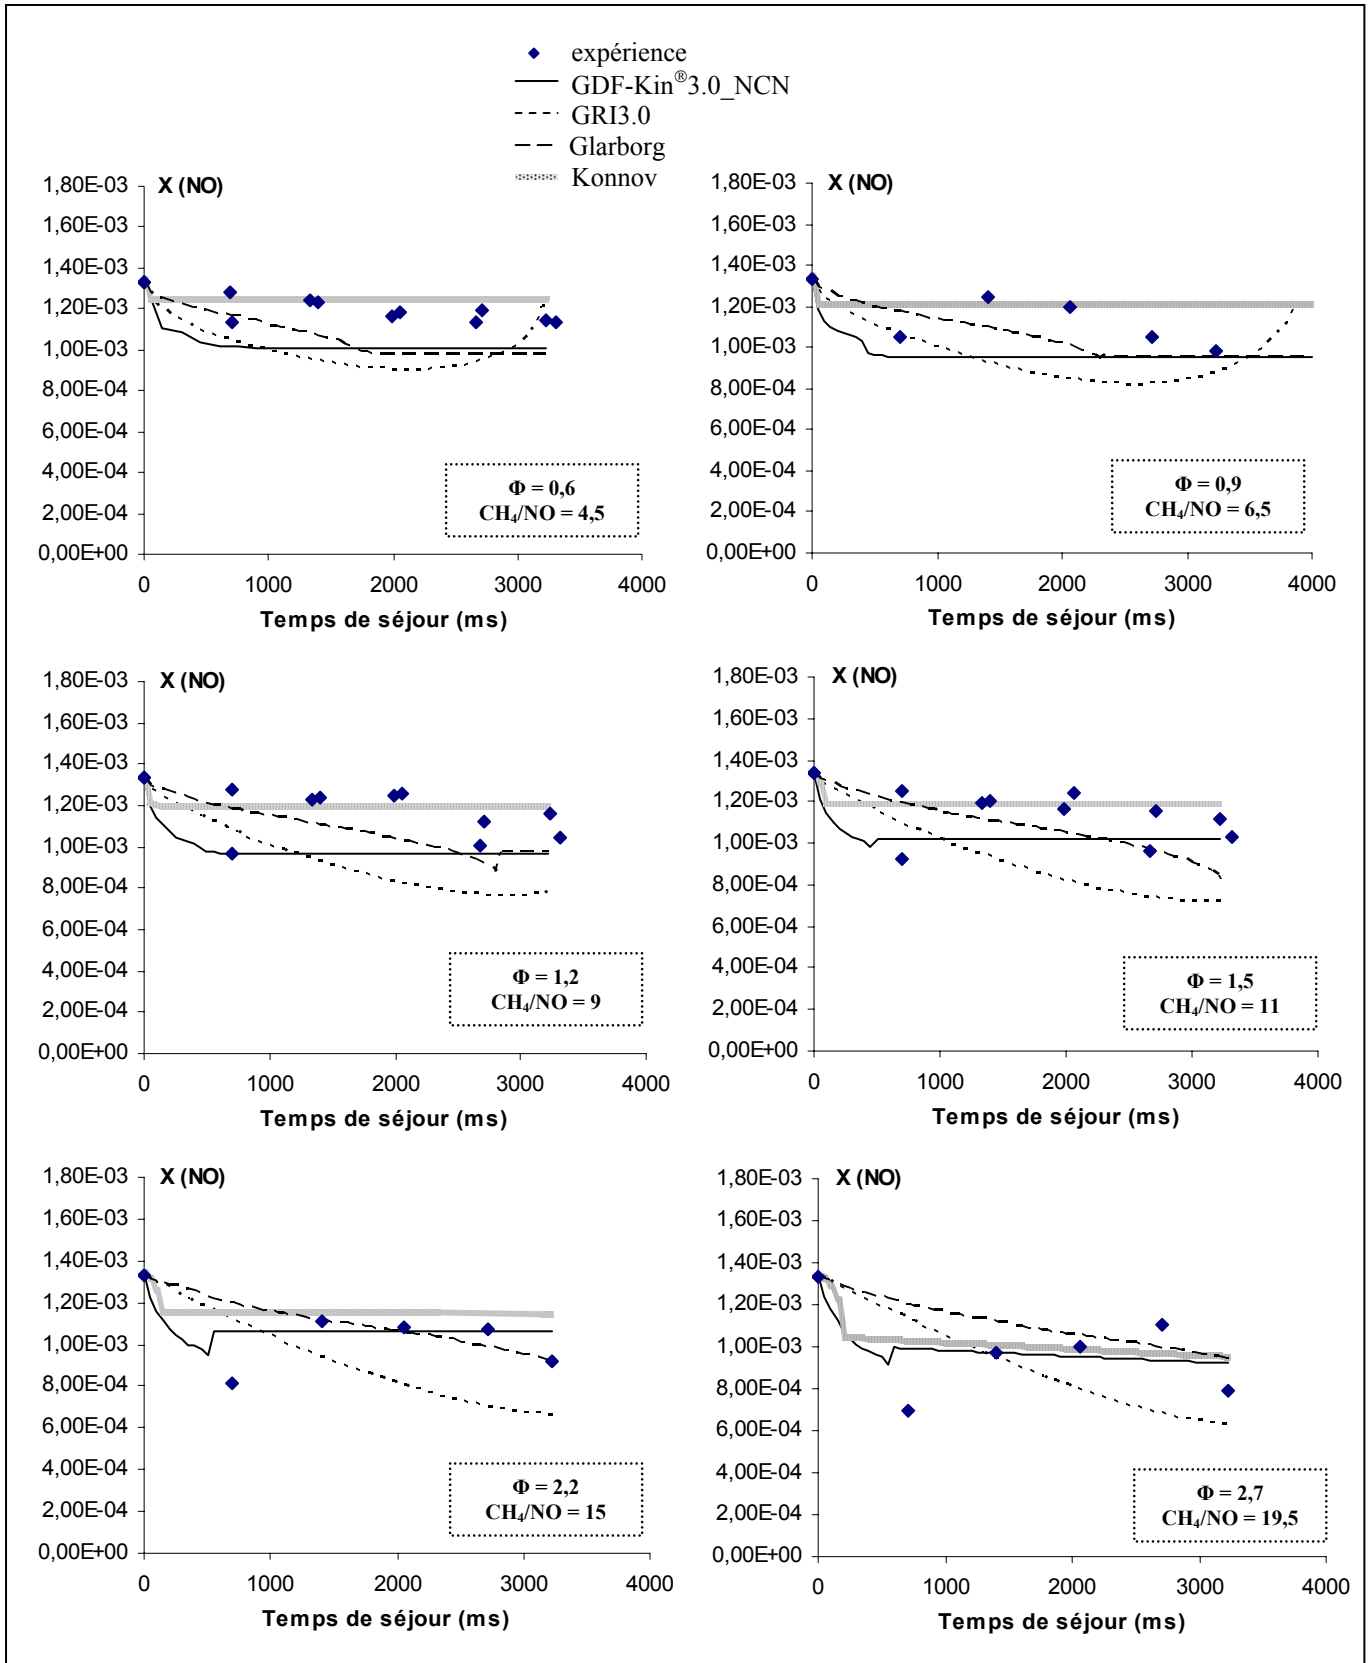 expérience
GDF-Kin®3.0_NCN
GRI3.0
Glarborg
Konnov
X (NO)
1,80E-03
1,60E-03
1,40E-03
1,20E-03
1,00E-03
8,00E-04
6,00E-04
4,00E-04
2,00E-04
0,00E+00
Φ = 0,6
CH₄/NO = 4,5
0 1000 2000 3000 4000
Temps de séjour (ms)
X (NO)
1,80E-03
1,60E-03
1,40E-03
1,20E-03
1,00E-03
8,00E-04
6,00E-04
4,00E-04
2,00E-04
0,00E+00
Φ = 0,9
CH₄/NO = 6,5
0 1000 2000 3000 4000
Temps de séjour (ms)
X (NO)
1,80E-03
1,60E-03
1,40E-03
1,20E-03
1,00E-03
8,00E-04
6,00E-04
4,00E-04
2,00E-04
0,00E+00
Φ = 1,2
CH₄/NO = 9
0 1000 2000 3000 4000
Temps de séjour (ms)
X (NO)
1,80E-03
1,60E-03
1,40E-03
1,20E-03
1,00E-03
8,00E-04
6,00E-04
4,00E-04
2,00E-04
0,00E+00
Φ = 1,5
CH₄/NO = 11
0 1000 2000 3000 4000
Temps de séjour (ms)
X (NO)
1,80E-03
1,60E-03
1,40E-03
1,20E-03
1,00E-03
8,00E-04
6,00E-04
4,00E-04
2,00E-04
0,00E+00
Φ = 2,2
CH₄/NO = 15
0 1000 2000 3000 4000
Temps de séjour (ms)
X (NO)
1,80E-03
1,60E-03
1,40E-03
1,20E-03
1,00E-03
8,00E-04
6,00E-04
4,00E-04
2,00E-04
0,00E+00
Φ = 2,7
CH₄/NO = 19,5
0 1000 2000 3000 4000
Temps de séjour (ms)